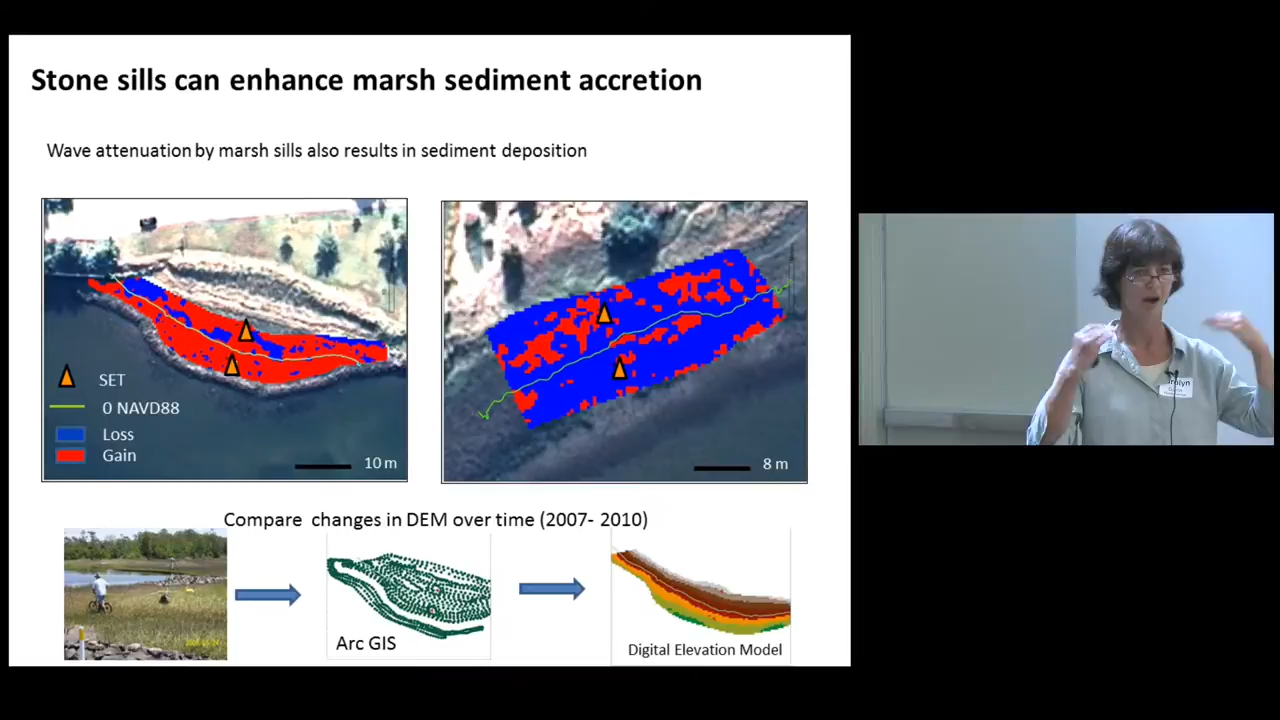 Stone sills can enhance marsh sediment accretion
Wave attenuation by marsh sills also results in sediment deposition
SET
0 NAVD88
Loss
Gain
10 m
8 m
Compare changes in DEM over time (2007- 2010)
Arc GIS
Digital Elevation Model